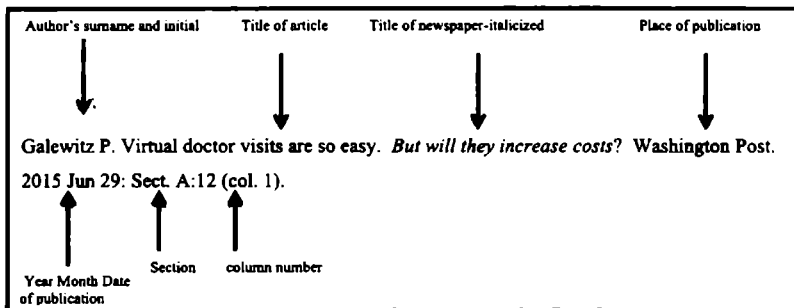 Author's surname and initial Title of article Title of newspaper-italicized Place of publication
Galewitz P. Virtual doctor visits are so easy. But will they increase costs? Washington Post.
2015 Jun 29: Sect. A:12 (col. 1).
Year Month Date
of publication
Section
column number